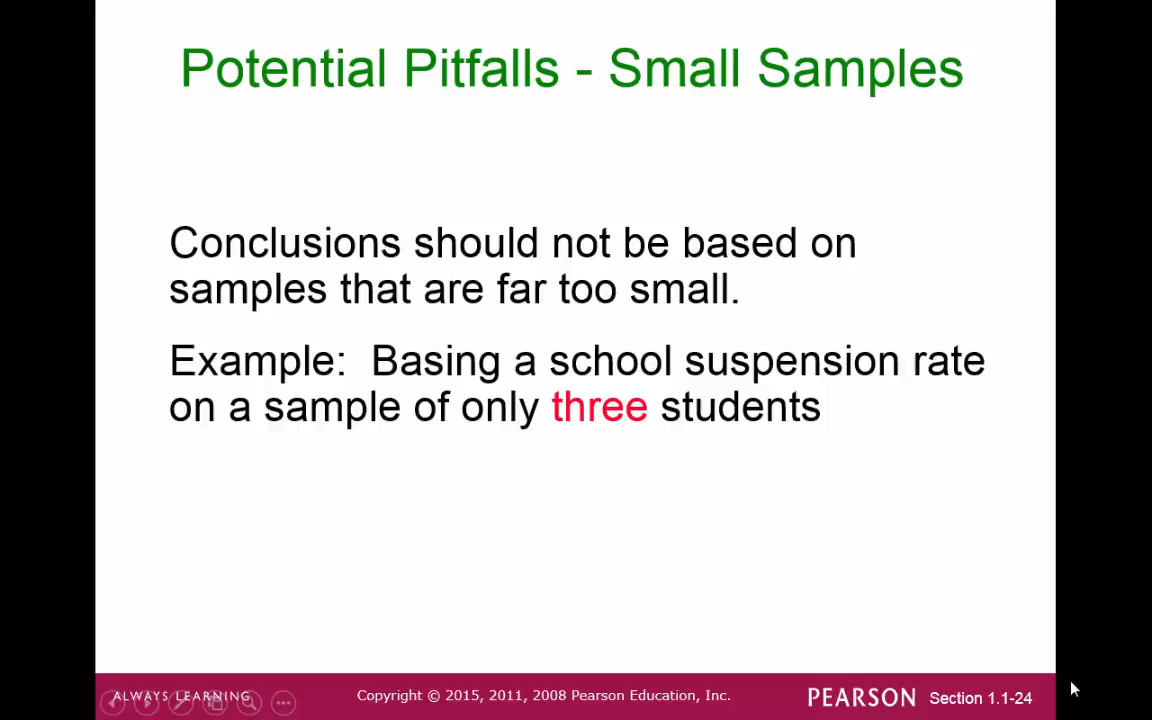 Potential Pitfalls - Small Samples
Conclusions should not be based on
samples that are far too small.
Example: Basing a school suspension rate
on a sample of only three students
ALWAYS LEARNING
Copyright © 2015, 2011, 2008 Pearson Education, Inc.
PEARSON
Section 1.1-24